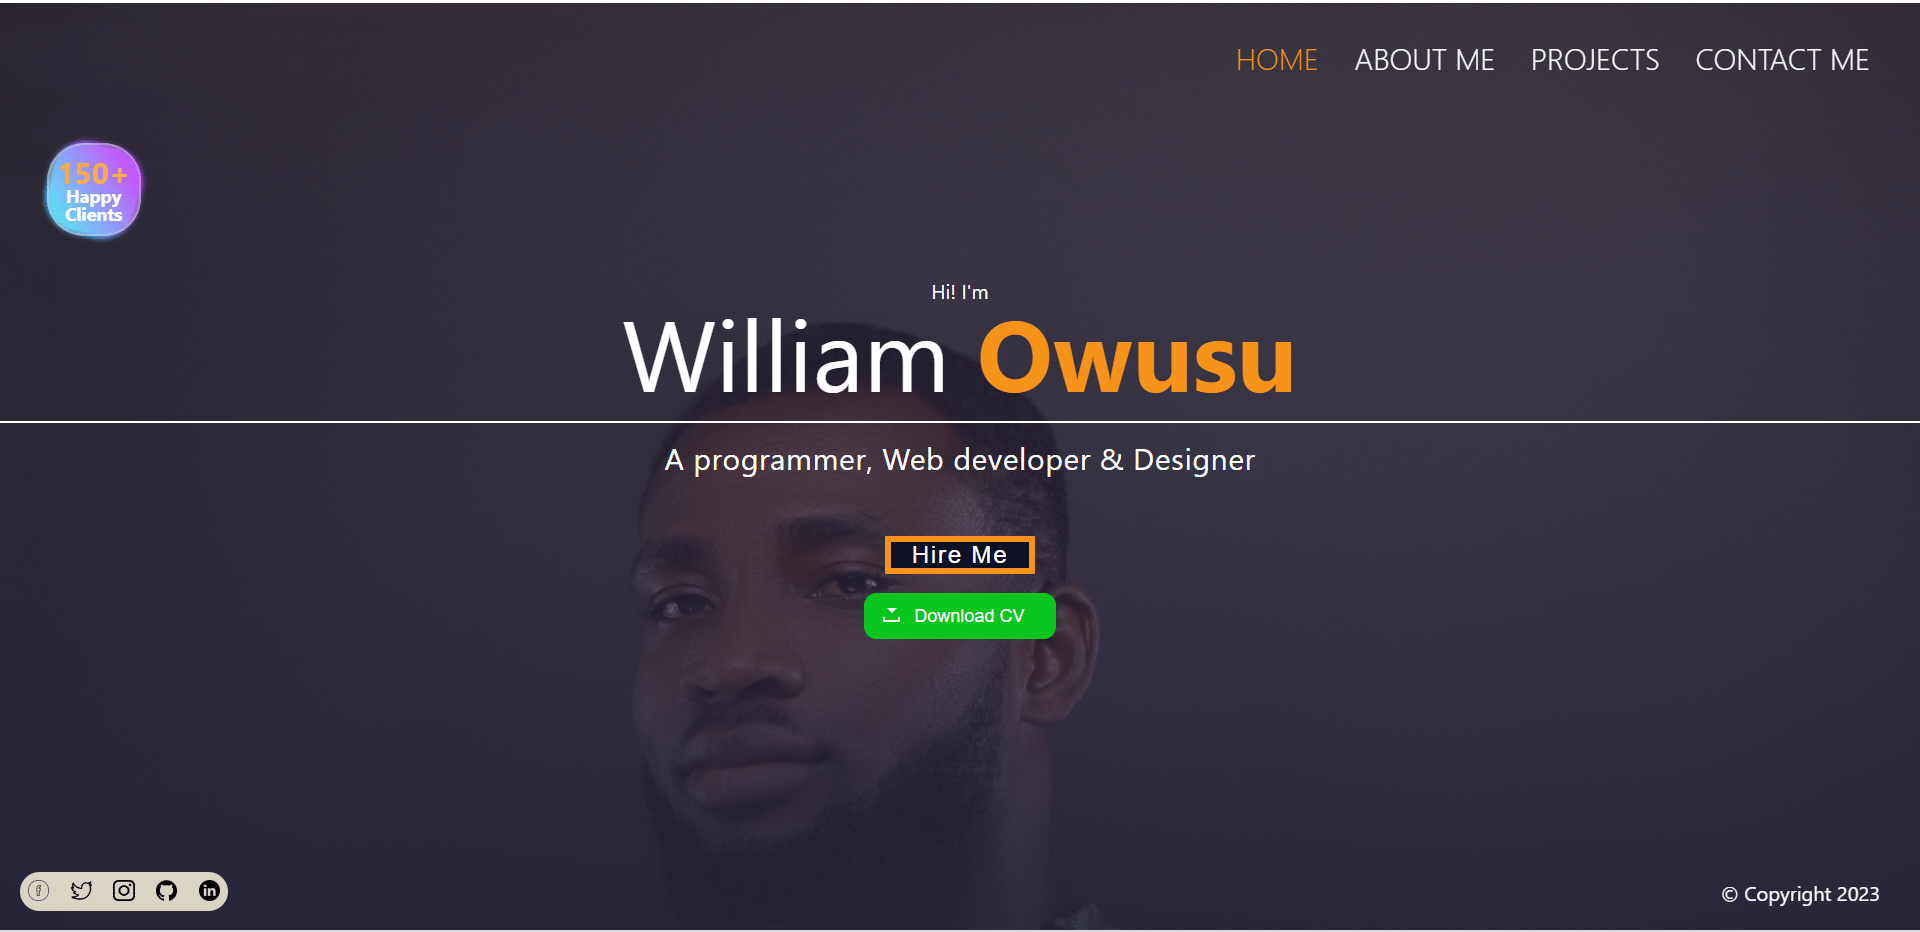 HOME ABOUT ME PROJECTS CONTACT ME
150+
Happy
Clients
Hi! I'm
William Owusu
A programmer, Web developer & Designer
Hire Me
Download CV
© Copyright 2023